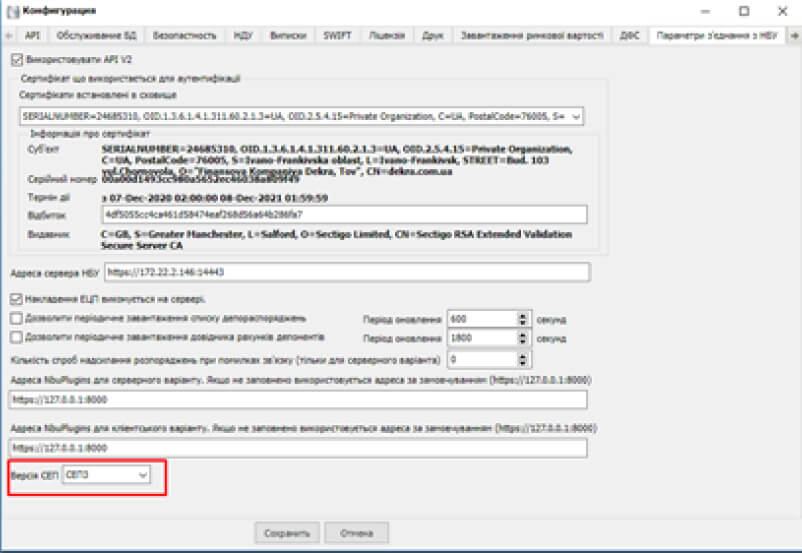 Конфигурация
API Обслуживание БД Безопасность НДУ Виписки SWIFT Ліцензія Друк Завантаження ринкової вартості ДФС Параметри з'єднання з НБУ
Використовувати API V2
Сертифікат що використається для аутентифікації
Сертифікати встановлені в сховище
SERIALNUMBER=24685310, OID.1.3.6.1.4.1.311.60.2.1.3=UA, OID.2.5.4.15=Private Organization, C=UA, PostalCode=76005, S=
Інформація про сертифікат
Суб'єкт SERIALNUMBER=24685310, OID.1.3.6.1.4.1.311.60.2.1.3=UA, OID.2.5.4.15=Private Organization,
C=UA, PostalCode=76005, S=Ivano-Frankivska oblast, L=Ivano-Frankivsk, STREET=Bud. 103
vul.Chornovola, O="Finansova Kompaniya Dekra, Tov", CN=dekra.com.ua
Серійний номер 00a00d1493cc980a5652ec46038a809f49
Термін дії з 07-Dec-2020 02:00:00 08-Dec-2021 01:59:59
Відбиток 4df5055cc4ca461d58474eaf268d56a64b286fa7
Видавник C=GB, S=Greater Manchester, L=Salford, O=Sectigo Limited, CN=Sectigo RSA Extended Validation
Secure Server CA
Адреса сервера НБУ https://172.22.2.146:14443
Накладення ЕЦП виконується на сервері.
Дозволити періодичне завантаження списку депораспоряджень Період оновлення 600 секунд
Дозволити періодичне завантаження довідника рахунків депонентів Період оновлення 1800 секунд
Кількість спроб надсилання розпоряджень при помилках зв'язку (тільки для серверного варіанта) 0
Адреса NbuPlugins для серверного варіанту. Якщо не заповнено використовується адреса за замовчуванням (https://127.0.0.1:8000)
https://127.0.0.1:8000
Адреса NbuPlugins для клієнтського варіанту. Якщо не заповнено використовується адреса за замовчуванням (https://127.0.0.1:8000)
https://127.0.0.1:8000
Версія СЕП СЕП3
Сохранить Отмена